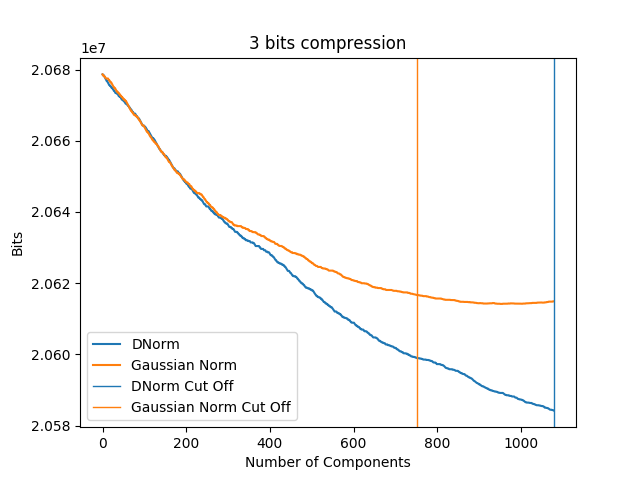 3 bits compression
1e7
2.068
2.066
2.064
2.062
2.060
2.058
Bits
DNorm
Gaussian Norm
DNorm Cut Off
Gaussian Norm Cut Off
0 200 400 600 800 1000
Number of Components